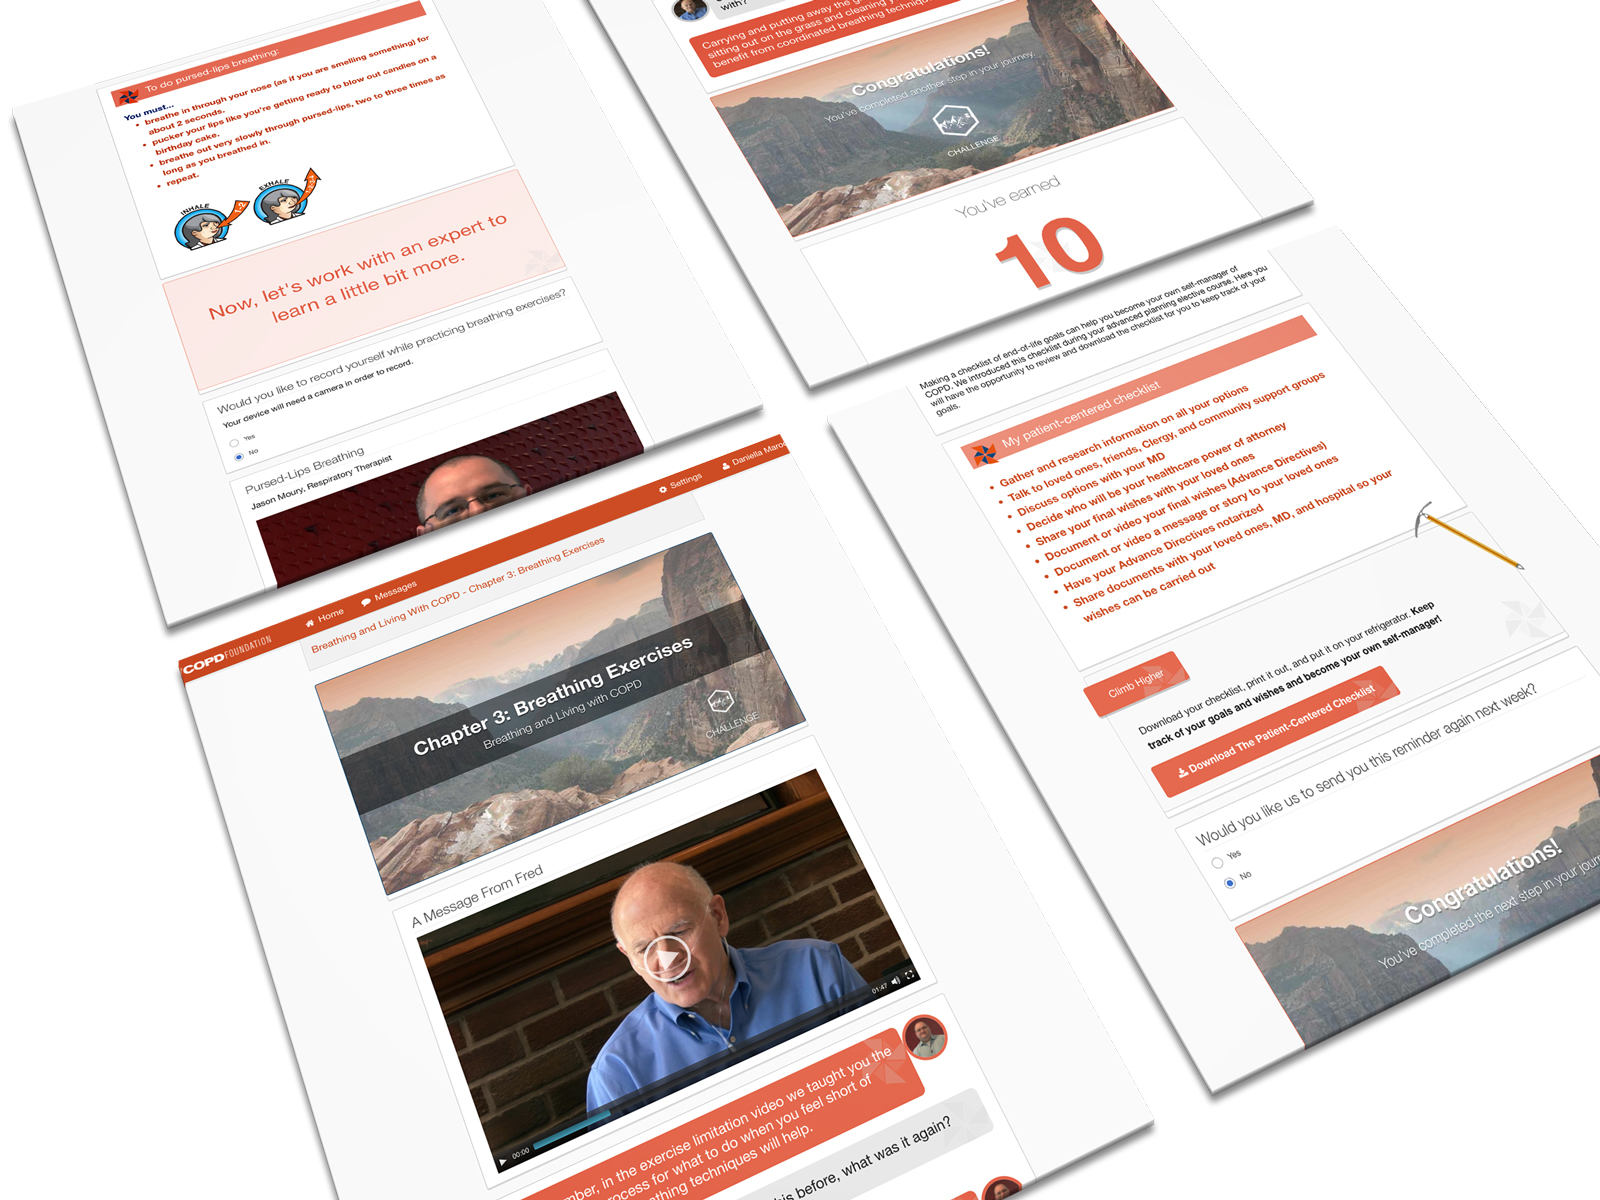 To do pursed-lips breathing:
You must...
breathe in through your nose (as if you are smelling something) for
about 2 seconds.
pucker your lips like you're getting ready to blow out candles on a
birthday cake.
breathe out very slowly through pursed-lips, two to three times as
long as you breathed in.
repeat.
INHALE
EXHALE
Now, let's work with an expert to
learn a little bit more.
Would you like to record yourself while practicing breathing exercises?
Your device will need a camera in order to record.
Yes
No
Pursed-Lips Breathing
Jason Moury, Respiratory Therapist
with?
Carrying and putting away the
sitting out on the grass and cleaning
benefit from coordinated breathing
Congratulations!
You've completed another step in your journey.
CHALLENGE
You've earned
10
COPDFOUNDATION
Home
Messages
Settings
Daniella
Breathing and Living With COPD - Chapter 3: Breathing Exercises
Chapter 3: Breathing Exercises
Breathing and Living with COPD
CHALLENGE
A Message From Fred
00:00
01:47
in the exercise limitation video we taught you the
for what to do when you feel short of
techniques will help.
before, what was it again?
Making a checklist of end-of-life goals can help you become your own self-manager of
COPD. We introduced this checklist during your advanced planning elective course. Here you
will have the opportunity to review and download the checklist for you to keep track of your
goals.
My patient-centered checklist
Gather and research information on all your options
Talk to loved ones, friends, Clergy, and community support groups
Discuss options with your MD
Decide who will be your healthcare power of attorney
Share your final wishes with your loved ones
Document or video your final wishes (Advance Directives)
Document or video a message or story to your loved ones
Have your Advance Directives notarized
Share documents with your loved ones, MD, and hospital so your
wishes can be carried out
Climb Higher
Download your checklist, print it out, and put it on your refrigerator. Keep
track of your goals and wishes and become your own self-manager!
Download The Patient-Centered Checklist
Would you like us to send you this reminder again next week?
Yes
No
Congratulations!
You've completed the next step in your